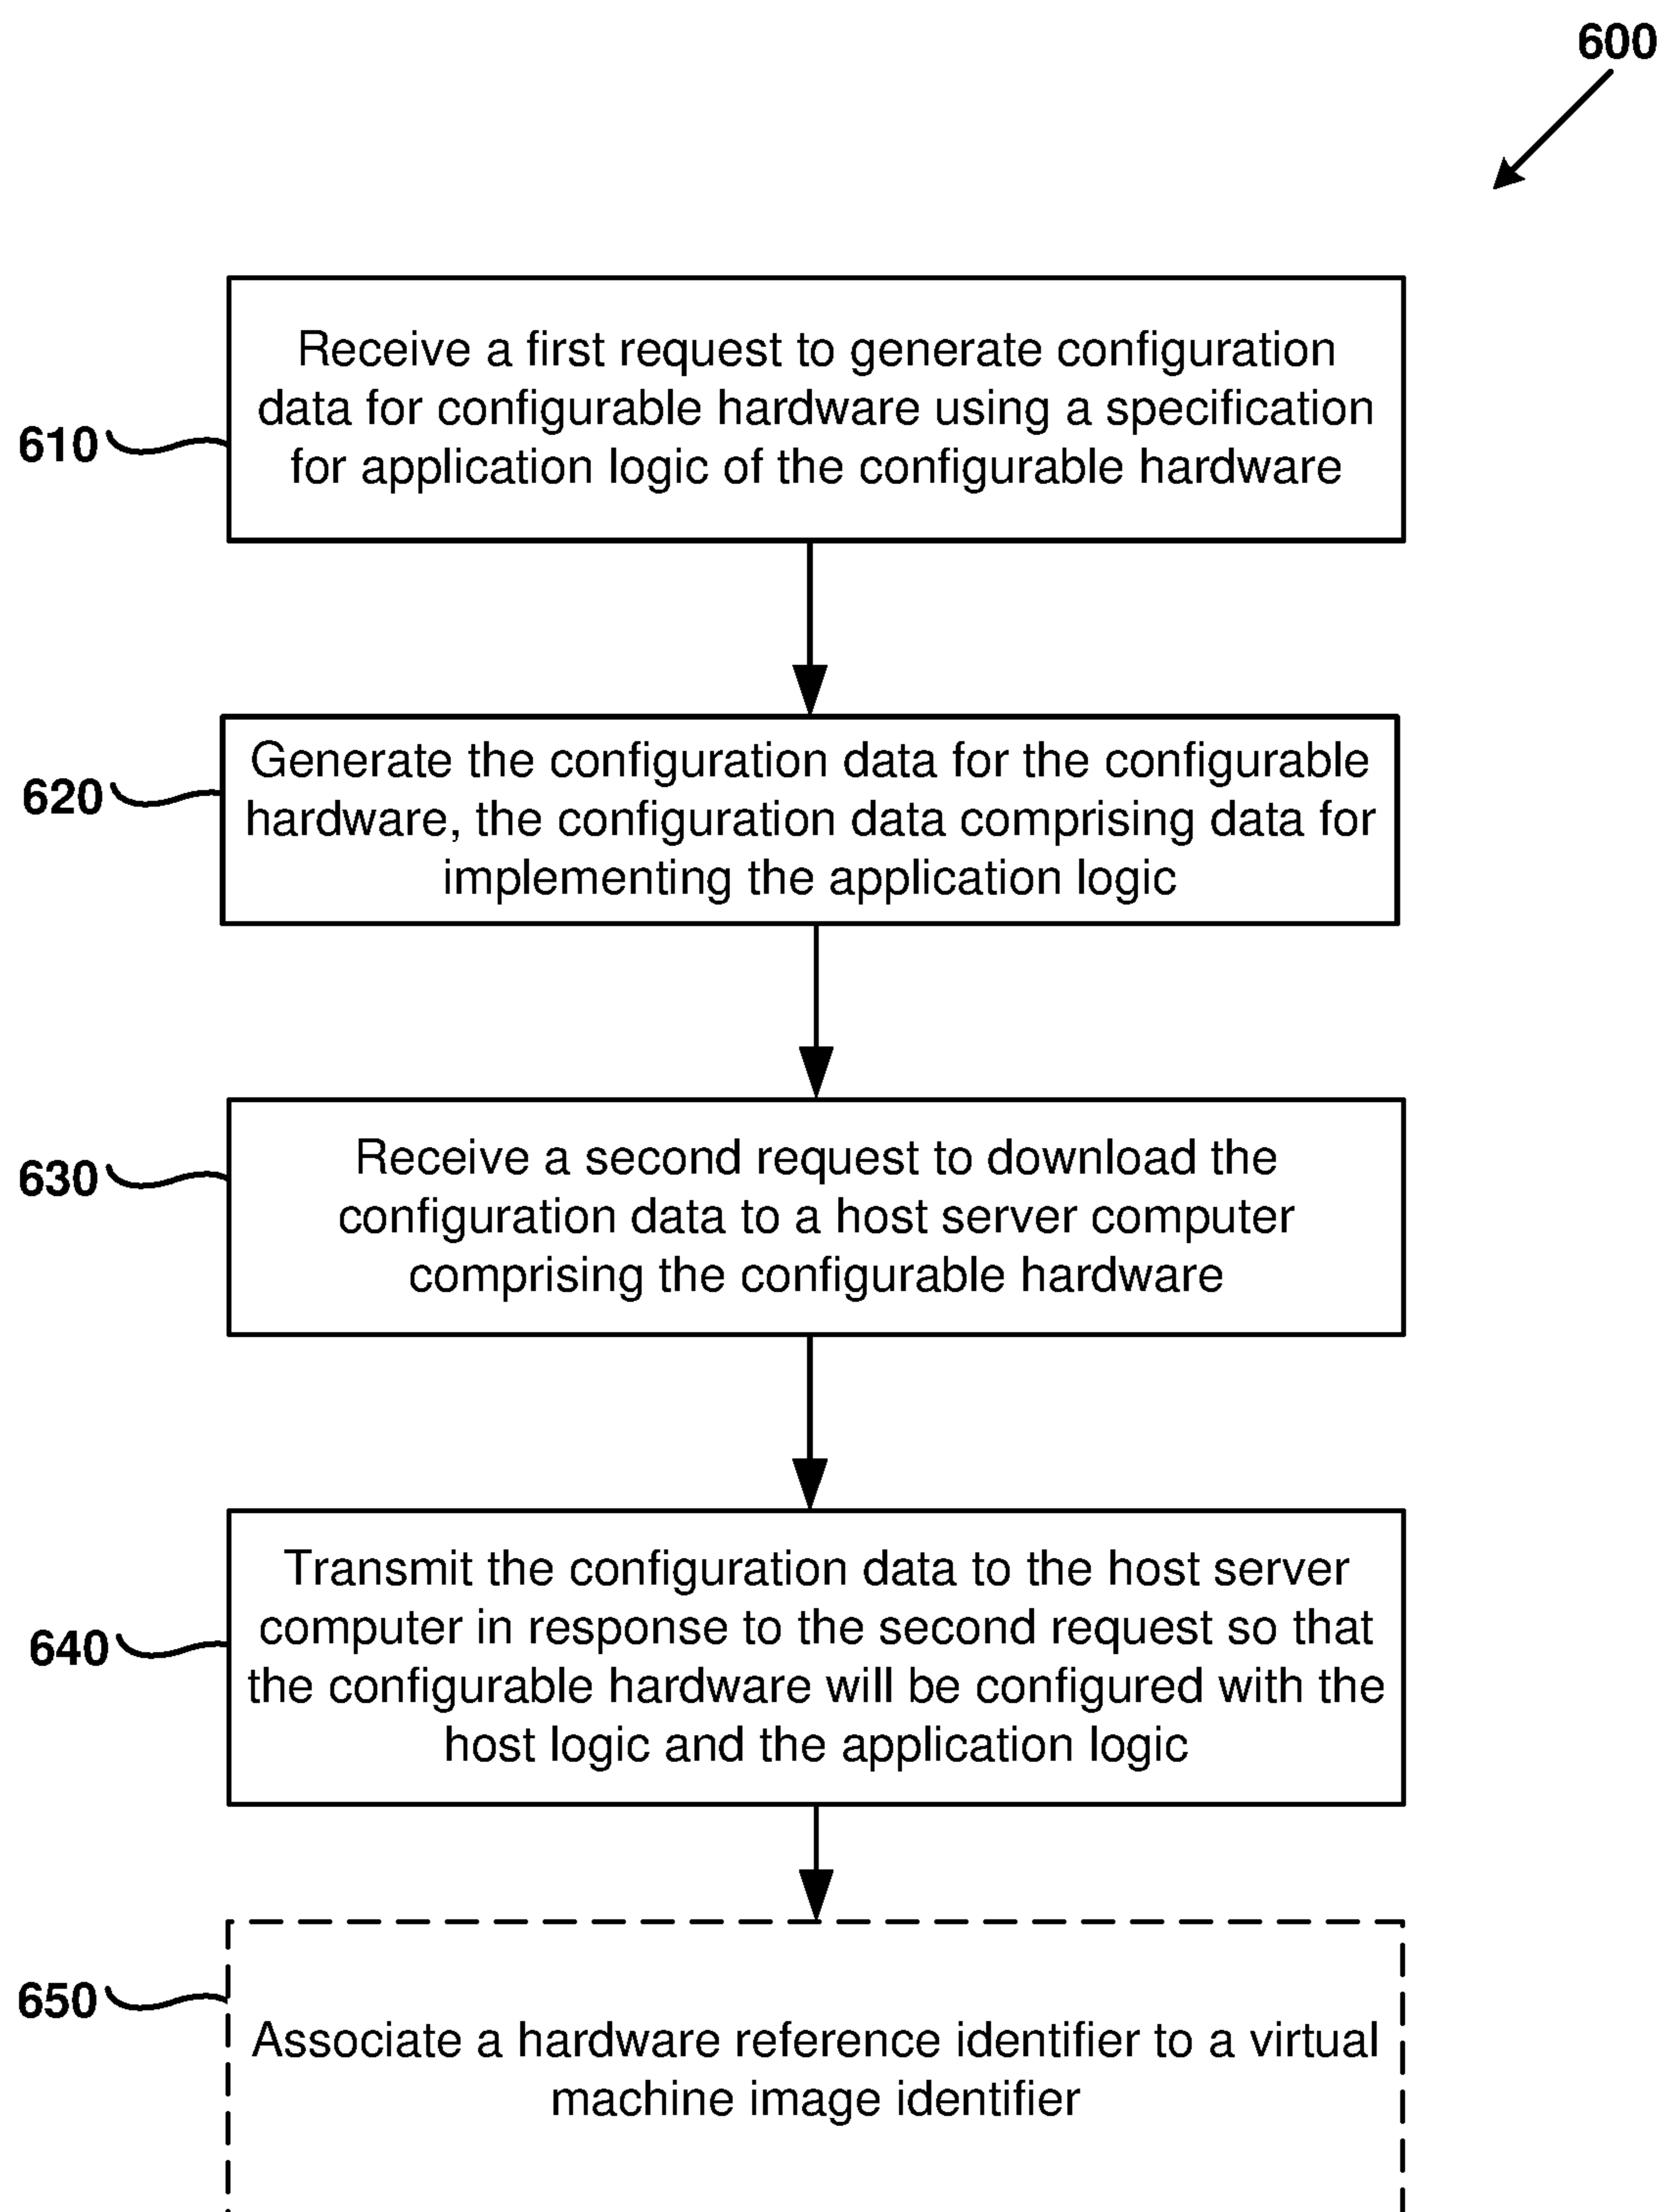 600
Receive a first request to generate configuration
data for configurable hardware using a specification
for application logic of the configurable hardware
610
Generate the configuration data for the configurable
hardware, the configuration data comprising data for
implementing the application logic
620
Receive a second request to download the
configuration data to a host server computer
comprising the configurable hardware
630
Transmit the configuration data to the host server
computer in response to the second request so that
the configurable hardware will be configured with the
host logic and the application logic
640
Associate a hardware reference identifier to a virtual
machine image identifier
650